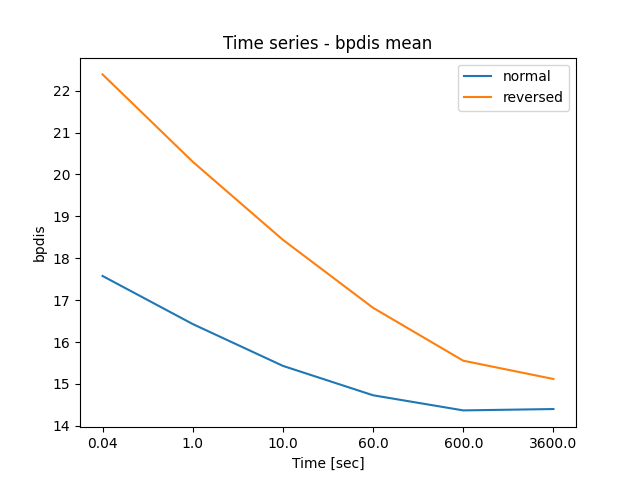 Time series - bpdis mean
normal
reversed
22
21
20
19
18
17
16
15
14
bpdis
0.04 1.0 10.0 60.0 600.0 3600.0
Time [sec]